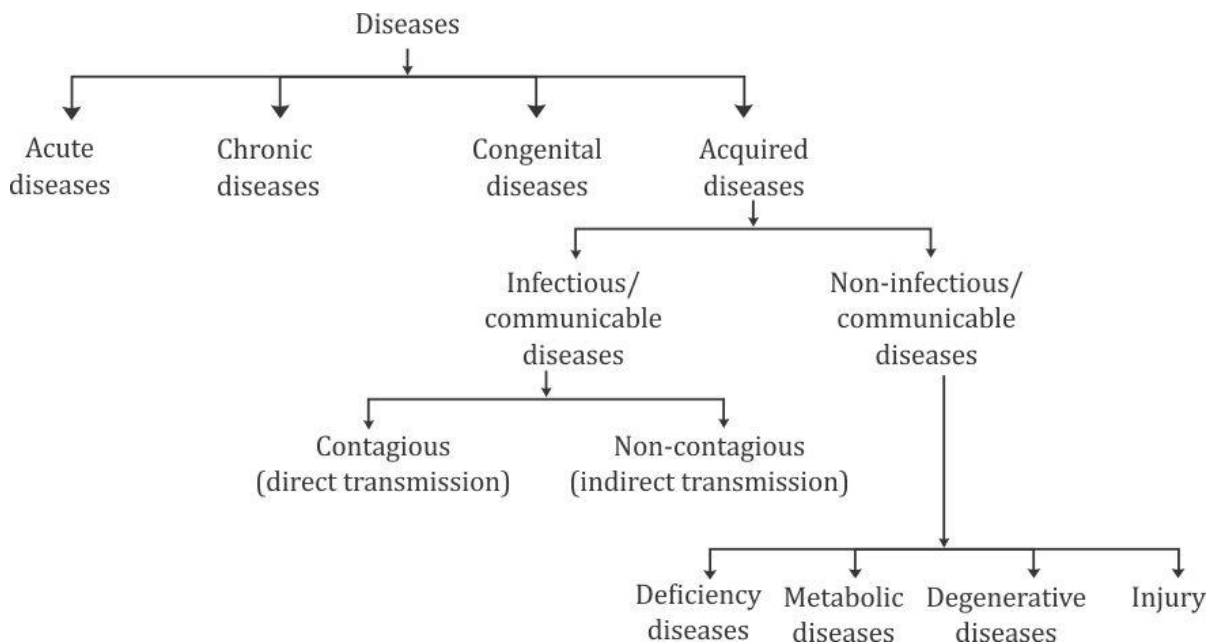 Diseases
Acute
diseases
Chronic
diseases
Congenital
diseases
Acquired
diseases
Infectious/
communicable
diseases
Non-infectious/
communicable
diseases
Contagious
(direct transmission)
Non-contagious
(indirect transmission)
Deficiency
diseases
Metabolic
diseases
Degenerative
diseases
Injury